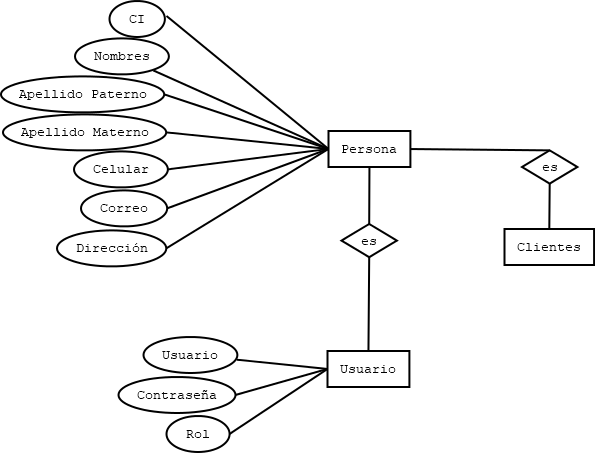 CI
Nombres
Apellido Paterno
Apellido Materno
Celular
Correo
Dirección
Persona
es
Clientes
es
Usuario
Usuario
Contraseña
Rol